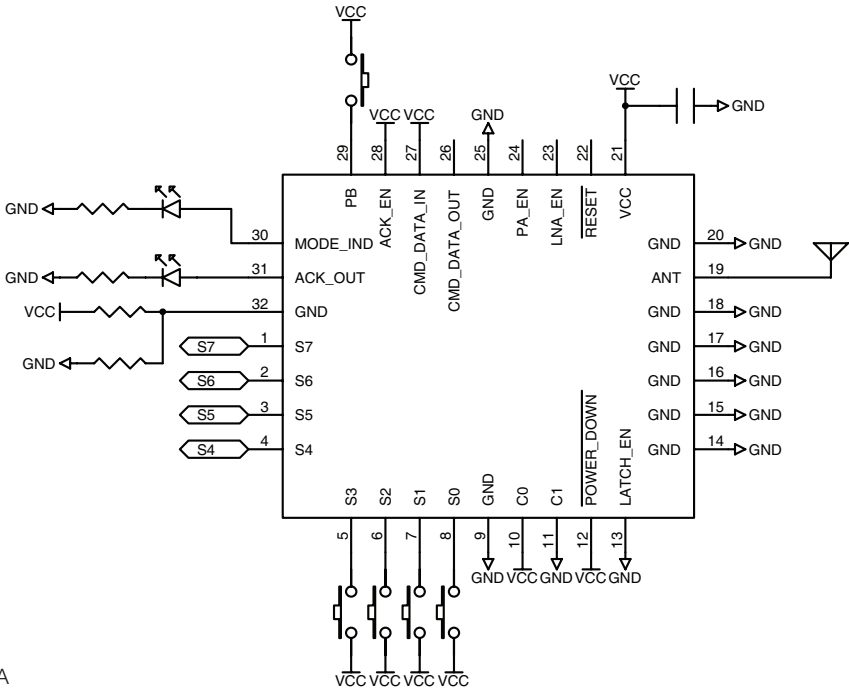 VCC
VCC VCC
GND
VCC
GND
29
28
27
26
25
24
23
22
21
PB
ACK_EN
CMD_DATA_IN
CMD_DATA_OUT
GND
PA_EN
LNA_EN
RESET
VCC
GND
30
MODE_IND
GND
31
ACK_OUT
VCC
32
GND
GND
S7
1
S7
S6
2
S6
S5
3
S5
S4
4
S4
GND
20
GND
ANT
19
GND
18
GND
GND
17
GND
GND
16
GND
GND
15
GND
GND
14
GND
S3
S2
S1
S0
GND
C0
C1
POWER_DOWN
LATCH_EN
5
6
7
8
9
10
11
12
13
GND VCC GND VCC GND
VCC VCC VCC VCC
A